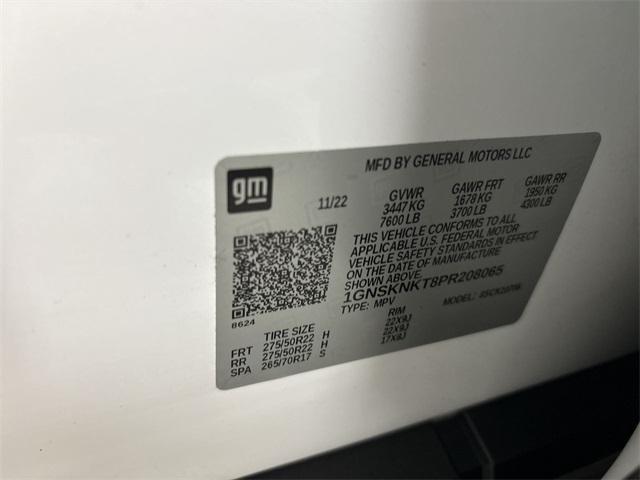 MFD BY GENERAL MOTORS LLC
gm
11/22
GVWR GAWR FRT GAWR RR
3447 KG 1678 KG 1950 KG
7600 LB 3700 LB 4300 LB
THIS VEHICLE CONFORMS TO ALL
APPLICABLE U.S. FEDERAL MOTOR
VEHICLE SAFETY STANDARDS IN EFFECT
ON THE DATE OF MANUFACTURE
SHOWN ABOVE.
1GNSKNKT8PR208065
TYPE: MPV MODEL:
8624
TIRE SIZE RIM
FRT 275/50R22 H 22X9J
RR 275/50R22 H 22X9J
SPA 265/70R17 S 17X8J